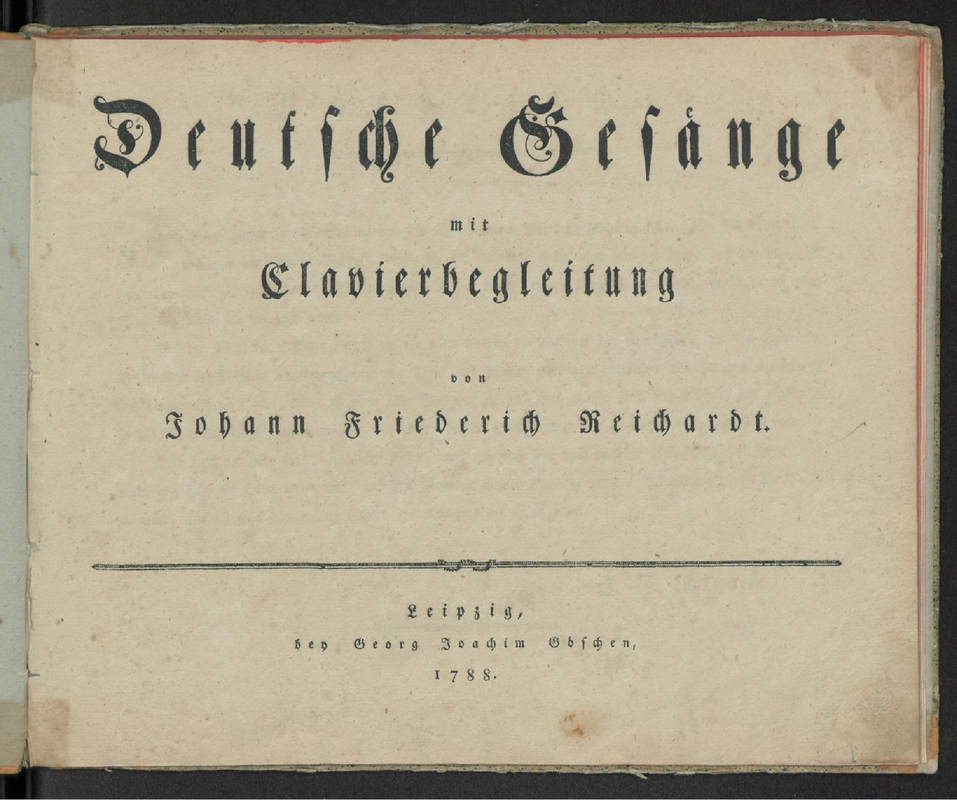 Deutsche Gesänge
mit
Clavierbegleitung
von
Johann Friederich Reichardt.
Leipzig,
bey Georg Joachim Göschen,
1788.